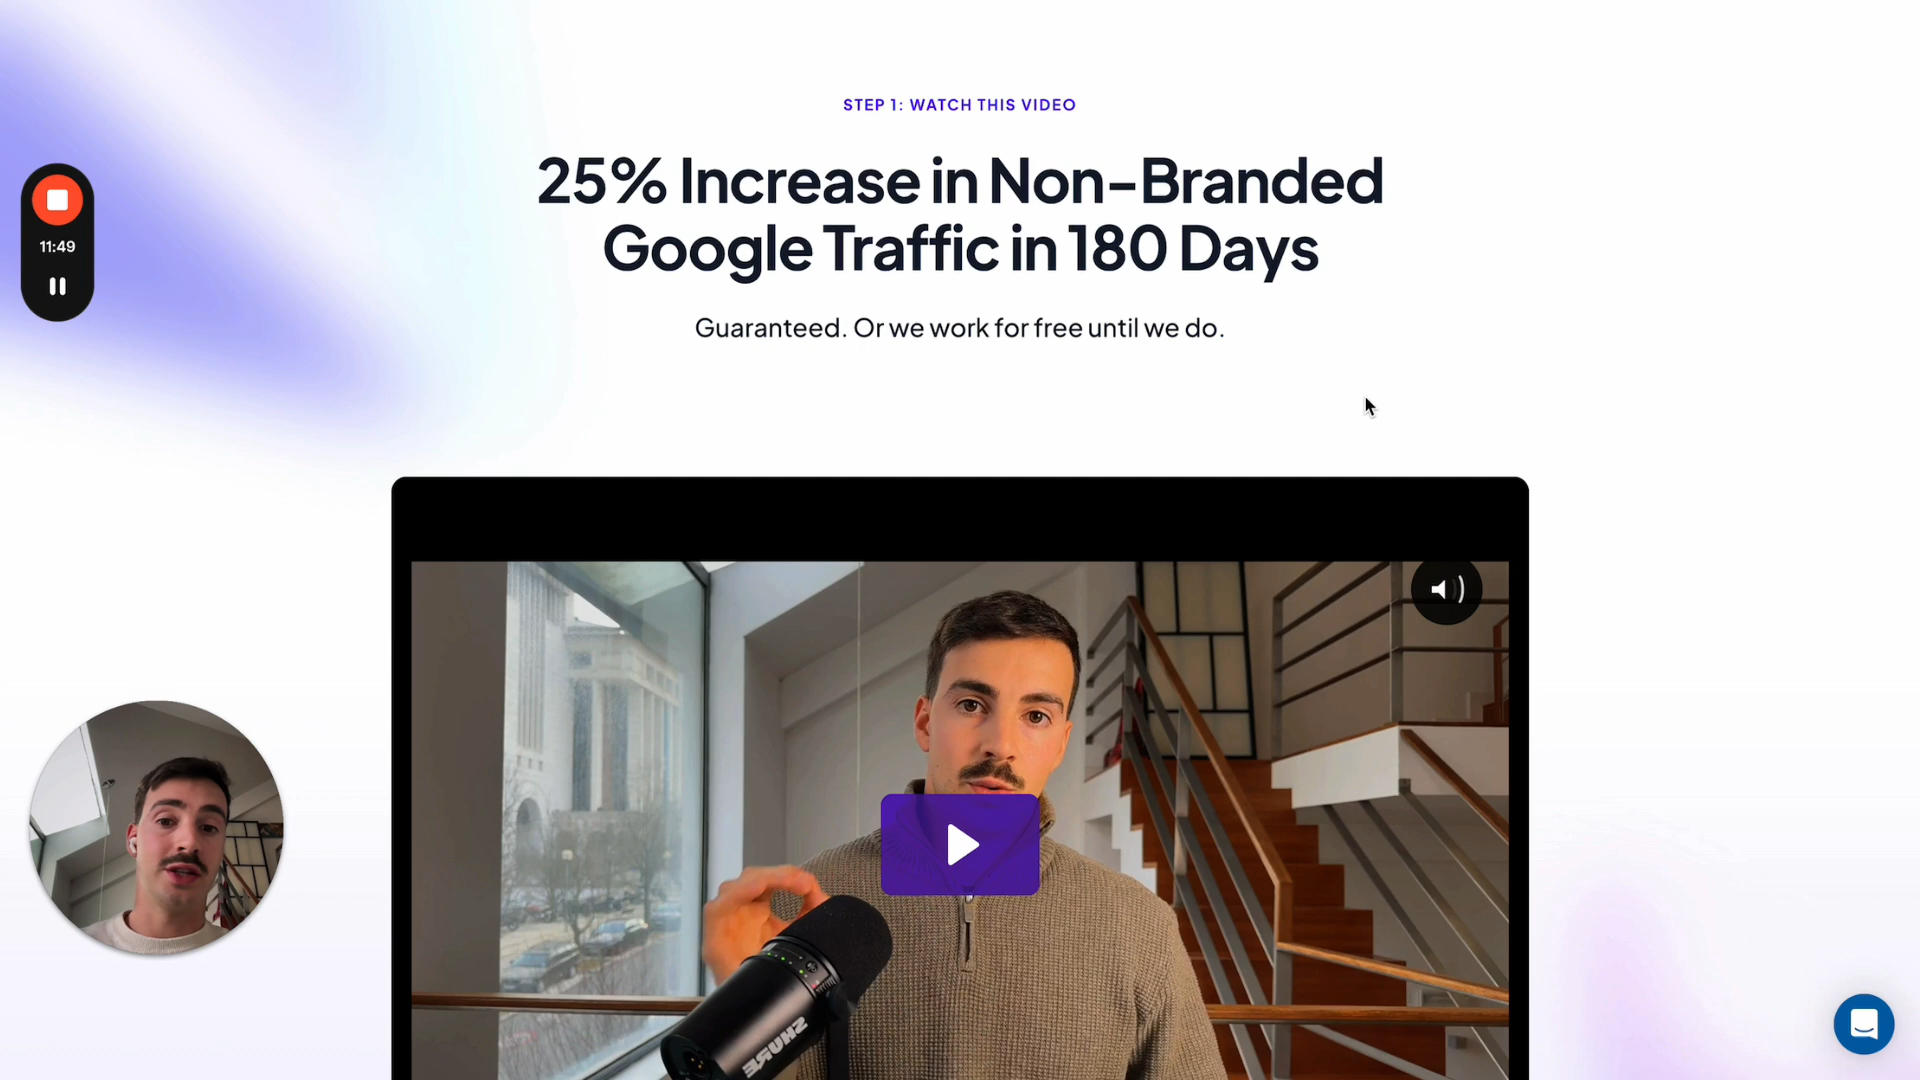 STEP 1: WATCH THIS VIDEO
25% Increase in Non-Branded
Google Traffic in 180 Days
11:49
Guaranteed. Or we work for free until we do.
SHURE